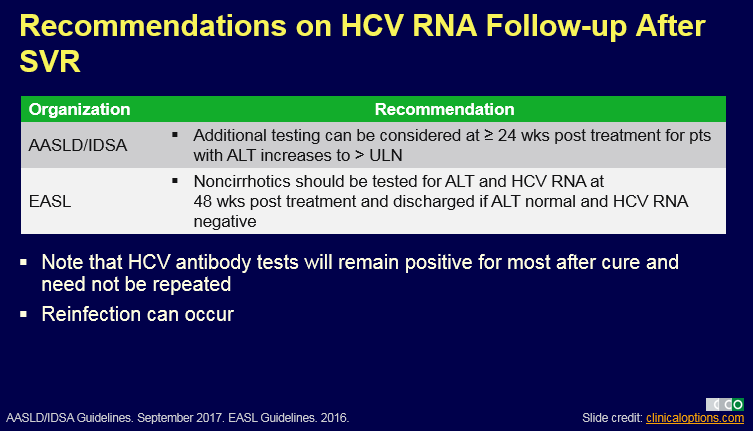 Recommendations on HCV RNA Follow-up After
SVR
Organization Recommendation
AASLD/IDSA
▪ Additional testing can be considered at ≥ 24 wks post treatment for pts
with ALT increases to > ULN
EASL
▪ Noncirrhotics should be tested for ALT and HCV RNA at
48 wks post treatment and discharged if ALT normal and HCV RNA
negative
▪ Note that HCV antibody tests will remain positive for most after cure and
need not be repeated
▪ Reinfection can occur
CCO
AASLD/IDSA Guidelines. September 2017. EASL Guidelines. 2016.
Slide credit: clinicaloptions.com